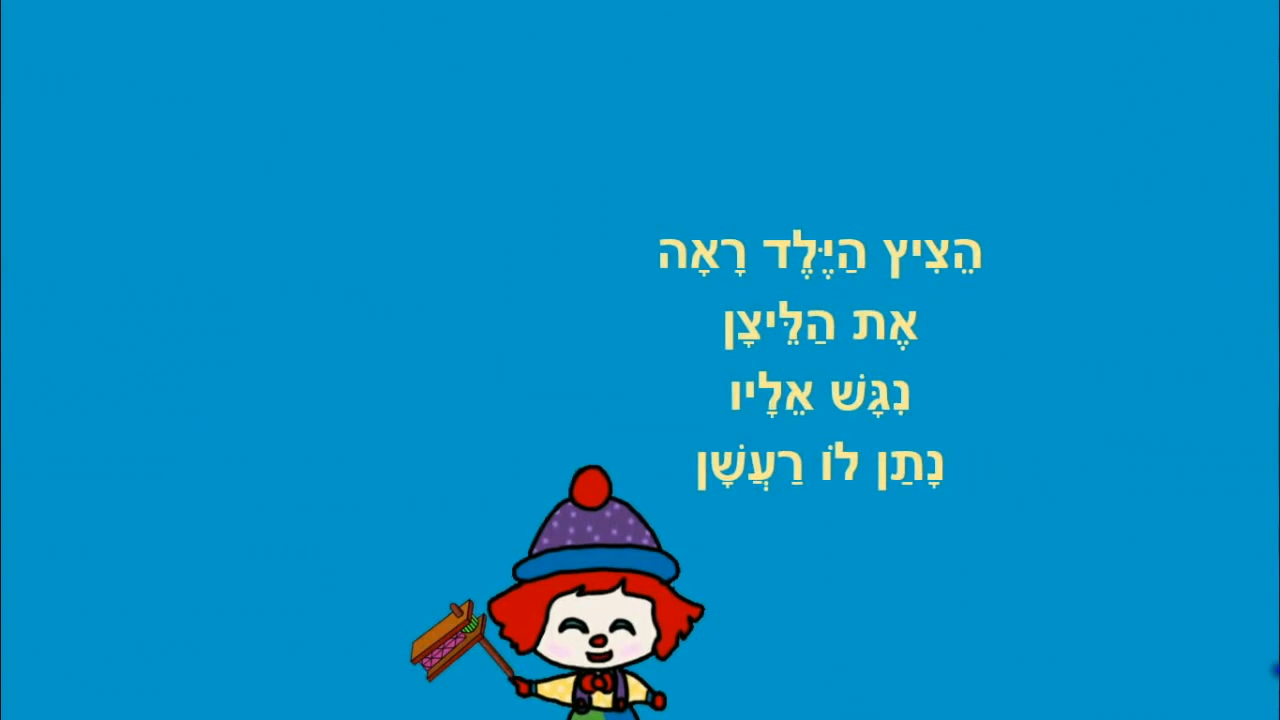 הֵצִיץ הַיֶּלֶד רָאָה
אֶת הַלֵּיצָן
נִגָּשׁ אֵלָיו
נָתַן לוֹ רַעֲשָׁן